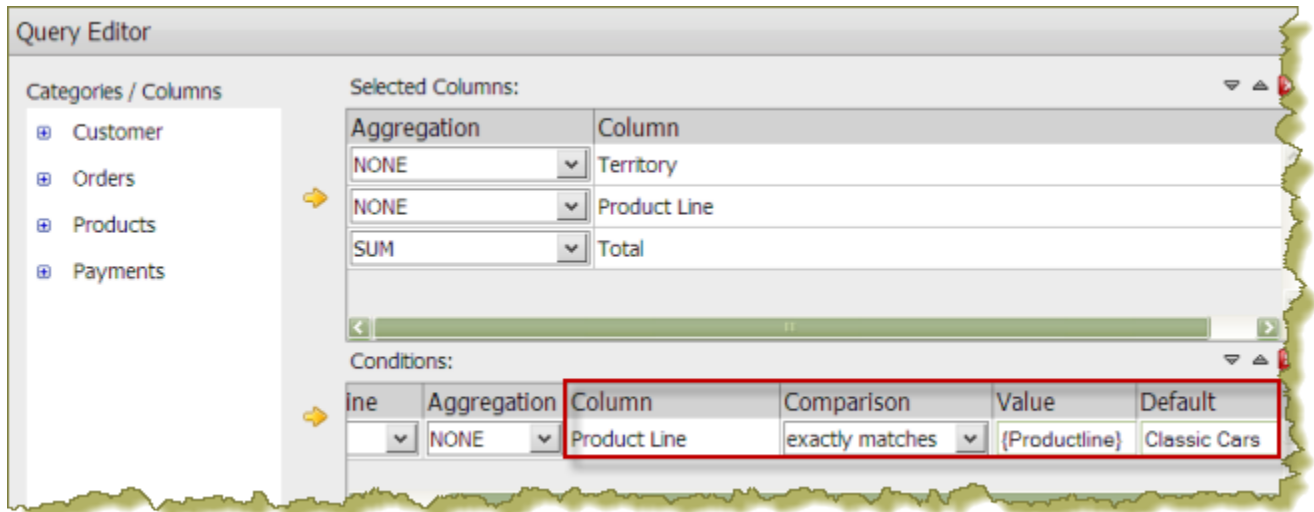 Query Editor
Categories / Columns
Customer
Orders
Products
Payments
Selected Columns:
Aggregation Column
NONE Territory
NONE Product Line
SUM Total
Conditions:
ine Aggregation Column Comparison Value Default
NONE Product Line exactly matches {Productline} Classic Cars